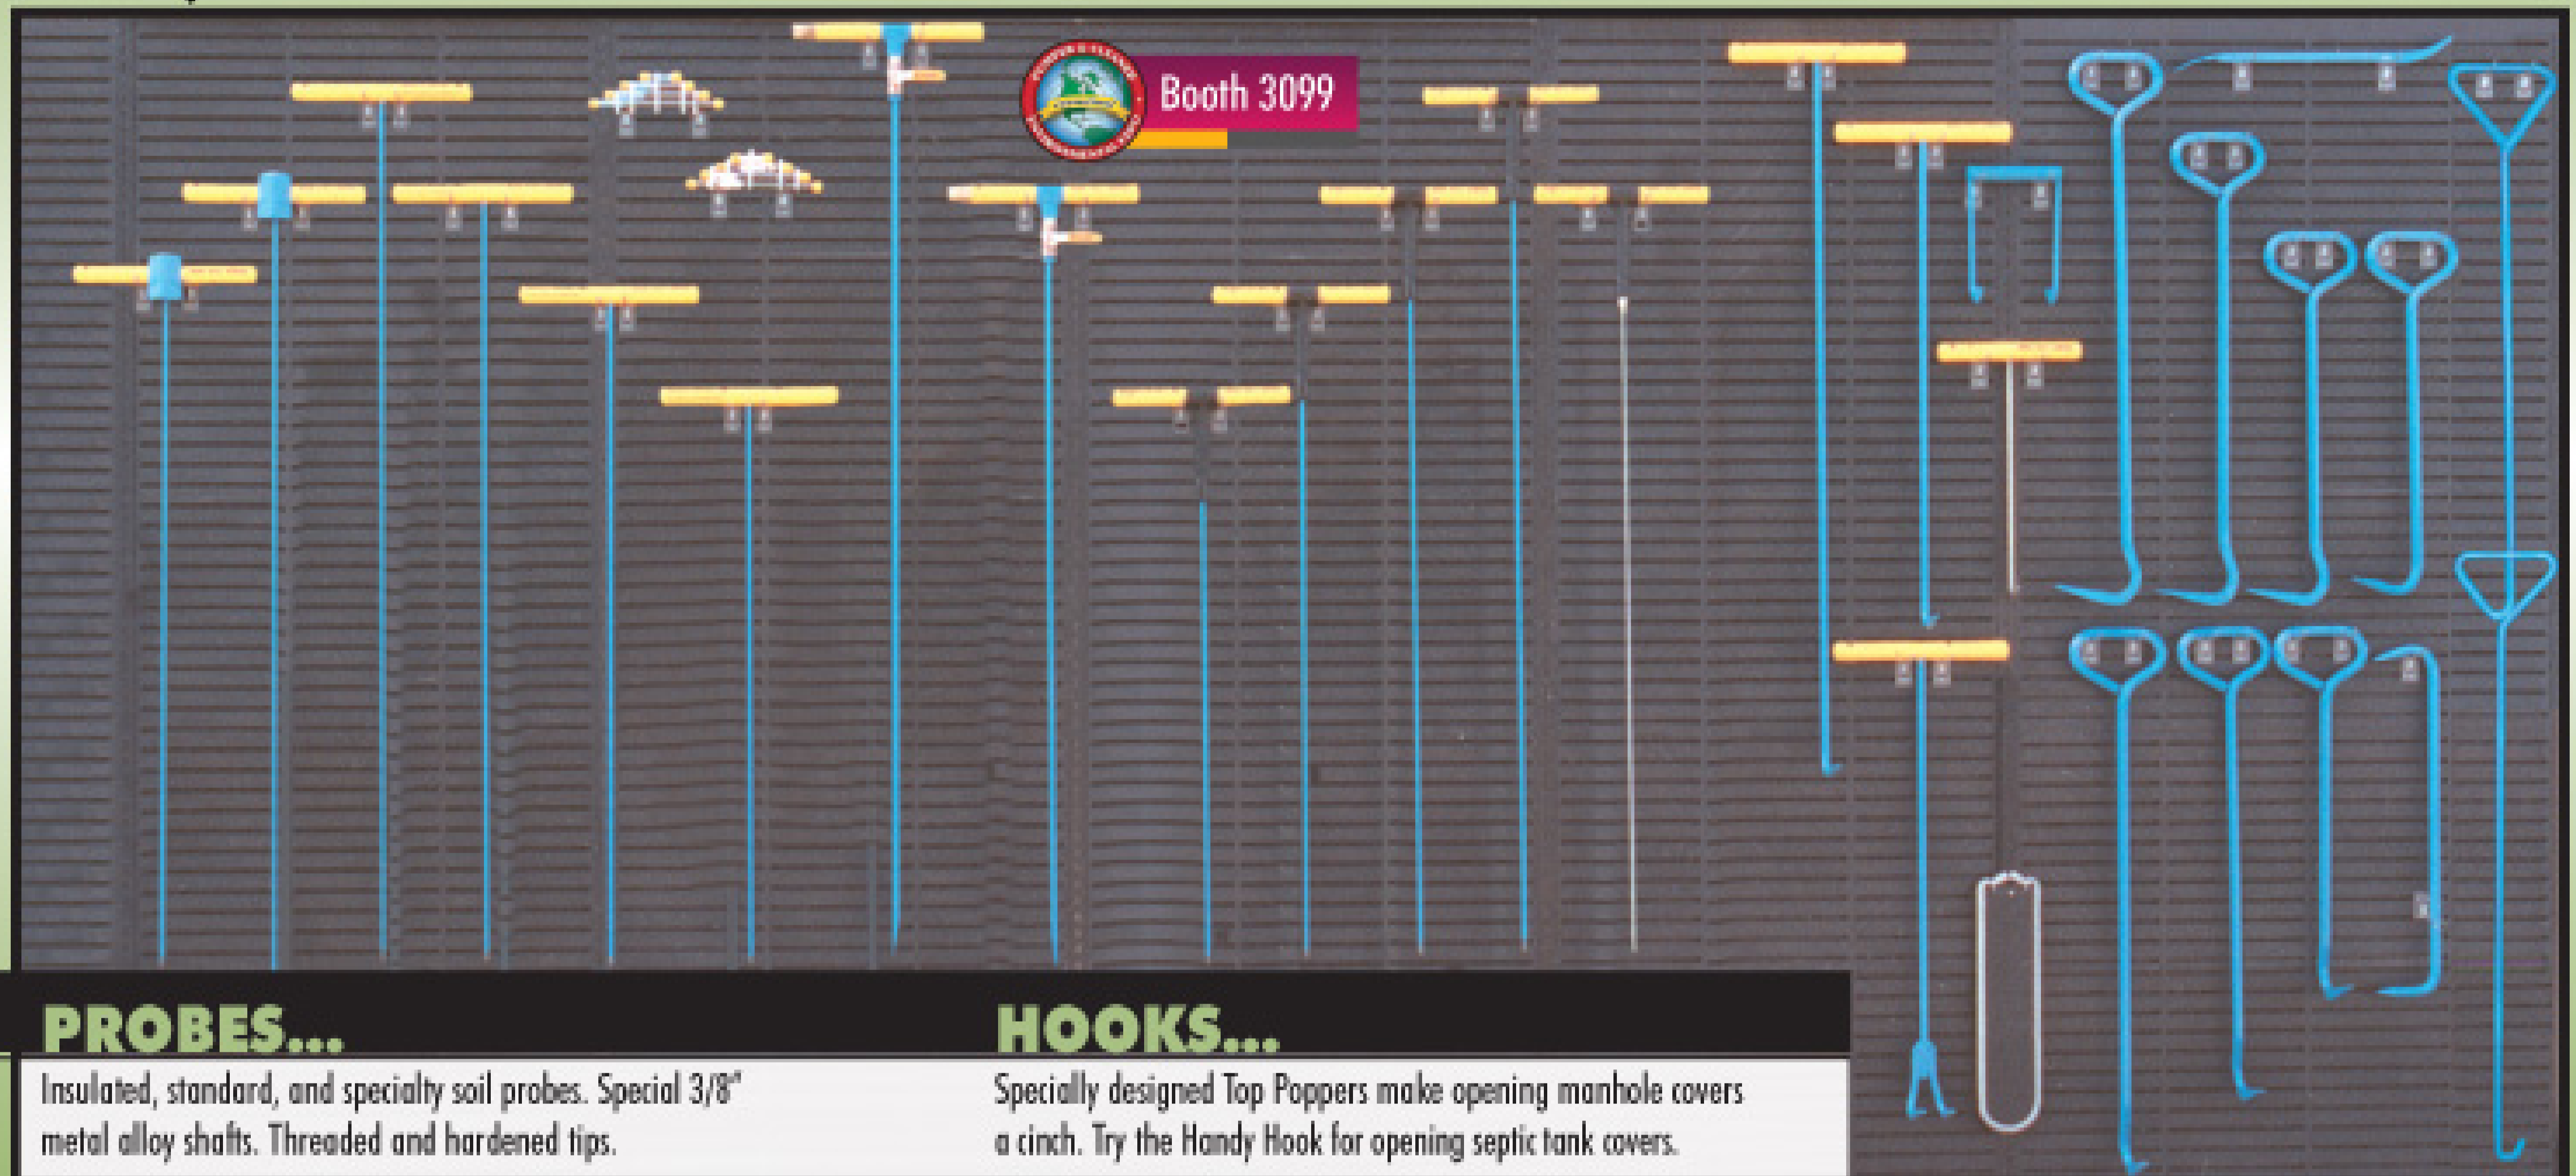 Booth 3099
PROBES...
Insulated, standard, and specialty soil probes. Special 3/8"
metal alloy shafts. Threaded and hardened tips.
HOOKS...
Specially designed Top Poppers make opening manhole covers
a cinch. Try the Handy Hook for opening septic tank covers.